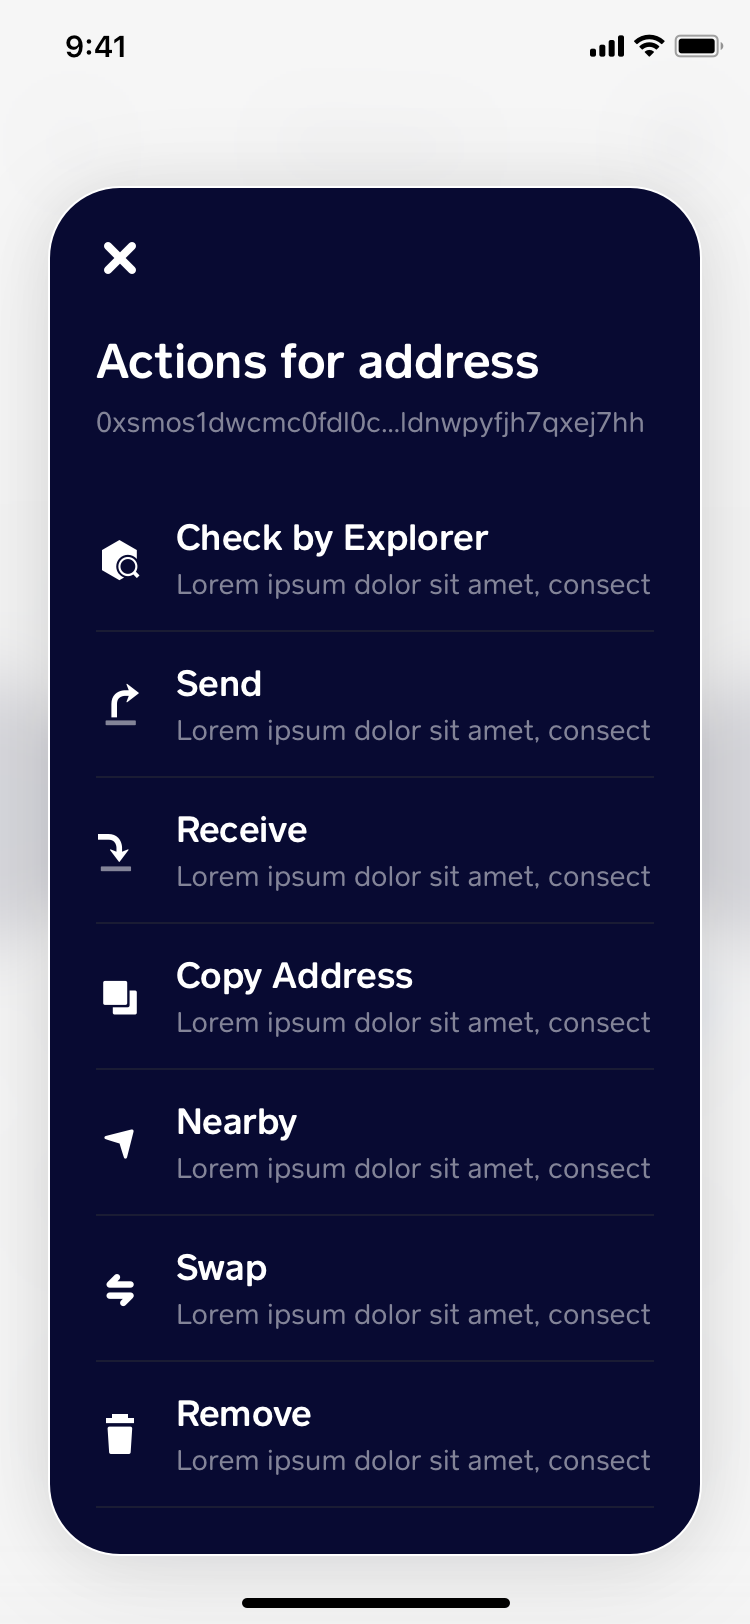 9:41
Actions for address
0xsmos1dwcmc0fdl0c...ldnwpyfjh7qxej7hh
Check by Explorer
Lorem ipsum dolor sit amet, consect
Send
Lorem ipsum dolor sit amet, consect
Receive
Lorem ipsum dolor sit amet, consect
Copy Address
Lorem ipsum dolor sit amet, consect
Nearby
Lorem ipsum dolor sit amet, consect
Swap
Lorem ipsum dolor sit amet, consect
Remove
Lorem ipsum dolor sit amet, consect